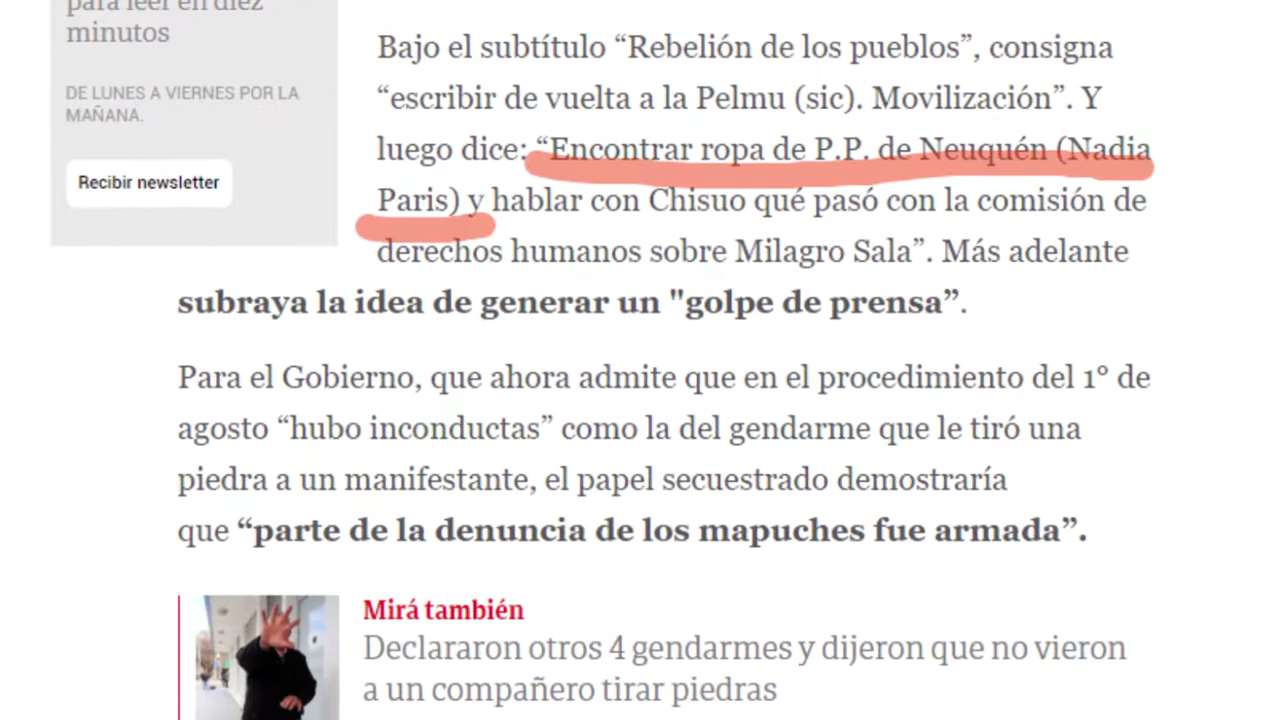 para leer en diez
minutos
DE LUNES A VIERNES POR LA
MAÑANA.
Recibir newsletter
Bajo el subtítulo “Rebelión de los pueblos”, consigna
“escribir de vuelta a la Pelmu (sic). Movilización”. Y
luego dice: “Encontrar ropa de P.P. de Neuquén (Nadia
Paris) y hablar con Chisuo qué pasó con la comisión de
derechos humanos sobre Milagro Sala”. Más adelante
subraya la idea de generar un "golpe de prensa”.
Para el Gobierno, que ahora admite que en el procedimiento del 1° de
agosto “hubo inconductas” como la del gendarme que le tiró una
piedra a un manifestante, el papel secuestrado demostraría
que “parte de la denuncia de los mapuches fue armada”.
Mirá también
Declararon otros 4 gendarmes y dijeron que no vieron
a un compañero tirar piedras